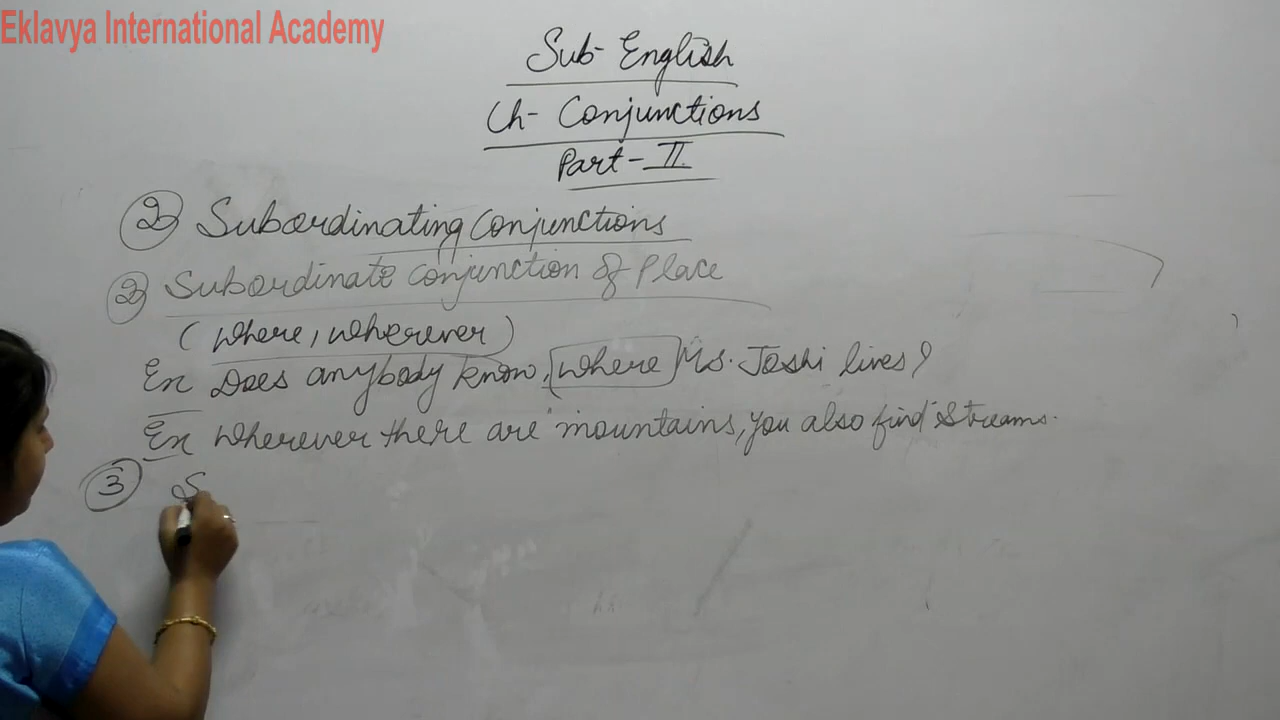 Eklavya International Academy
Sub- English
Ch- Conjunctions
Part- II
2 Subordinating Conjunctions
2 Subordinate Conjunction of Place
(where, wherever)
Ex Does anybody know, (where) Ms. Joshi lives?
Ex Wherever there are "mountains, you also find "Streams.
3 S